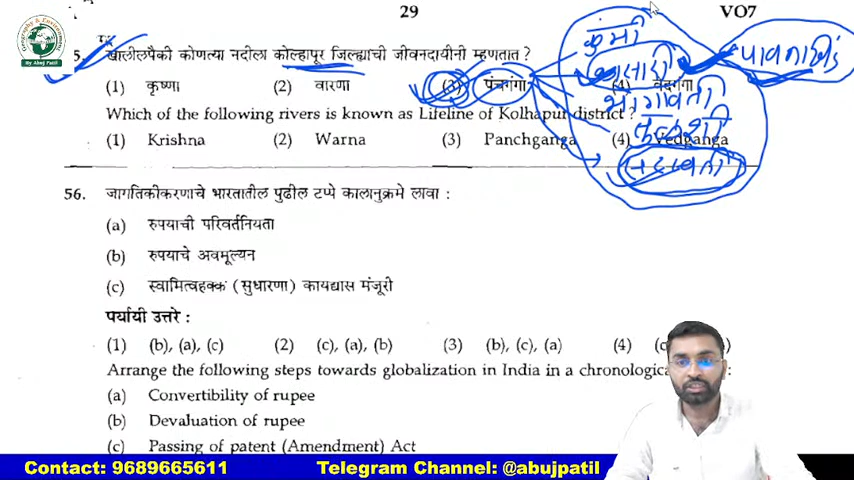 29
VO7
Geography & Environment
By Abuj Patil
5. खालीलपैकी कोणत्या नदीला कोल्हापूर जिल्ह्याची जीवनदायीनी म्हणतात ?
(1) कृष्णा (2) वारणा (3) पंचगंगा (4) वेदगंगा
Which of the following rivers is known as Lifeline of Kolhapur district ?
(1) Krishna (2) Warna (3) Panchganga (4) Vedganga
कुंभी
कासारी
भोगावती
तुळशी
सरस्वती
पावनखिंड
56. जागतिकीकरणाचे भारतातील पुढील टप्पे कालानुक्रमे लावा :
(a) रुपयाची परिवर्तनियता
(b) रुपयाचे अवमूल्यन
(c) स्वामित्वहक्क (सुधारणा) कायद्यास मंजूरी
पर्यायी उत्तरे :
(1) (b), (a), (c) (2) (c), (a), (b) (3) (b), (c), (a) (4)
Arrange the following steps towards globalization in India in a :
(a) Convertibility of rupee
(b) Devaluation of rupee
(c) Passing of patent (Amendment) Act
Contact: 9689665611 Telegram Channel: @abujpatil